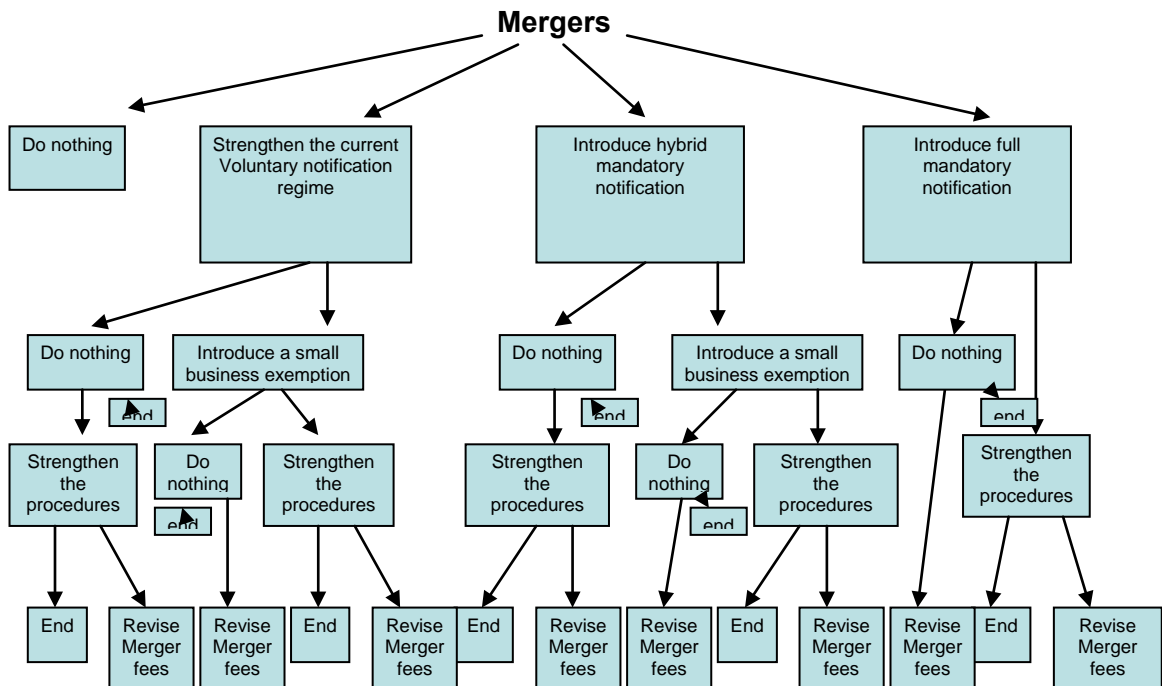 Mergers
Do nothing
Strengthen the current
Voluntary notification
regime
Introduce hybrid
mandatory
notification
Introduce full
mandatory
notification
Do nothing
Introduce a small
business exemption
Do nothing
Introduce a small
business exemption
Do nothing
end
end
end
Strengthen
the
procedures
Do
nothing
Strengthen
the
procedures
Strengthen
the
procedures
Do
nothing
Strengthen
the
procedures
Strengthen
the
procedures
end
end
End
Revise
Merger
fees
Revise
Merger
fees
End
Revise
Merger
fees
End
Revise
Merger
fees
Revise
Merger
fees
End
Revise
Merger
fees
Revise
Merger
fees
End
Revise
Merger
fees